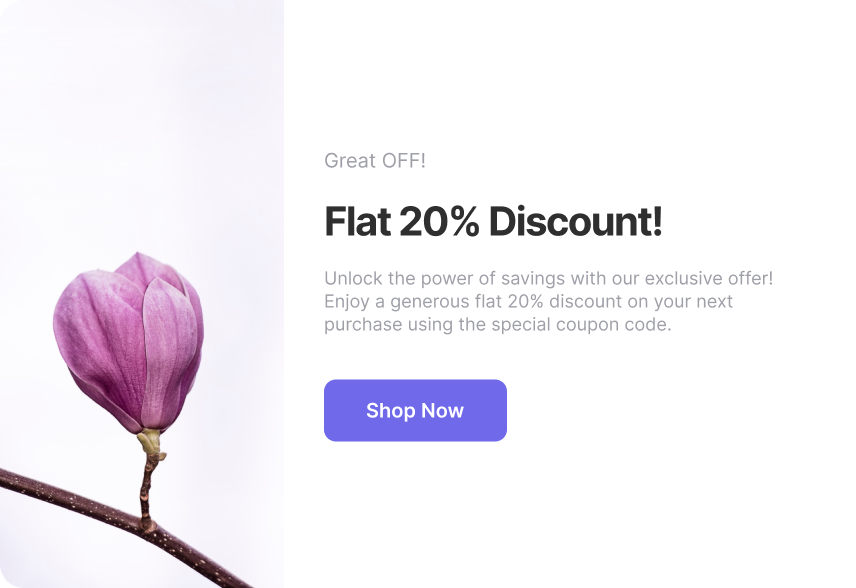 Great OFF!
Flat 20% Discount!
Unlock the power of savings with our exclusive offer!
Enjoy a generous flat 20% discount on your next
purchase using the special coupon code.
Shop Now